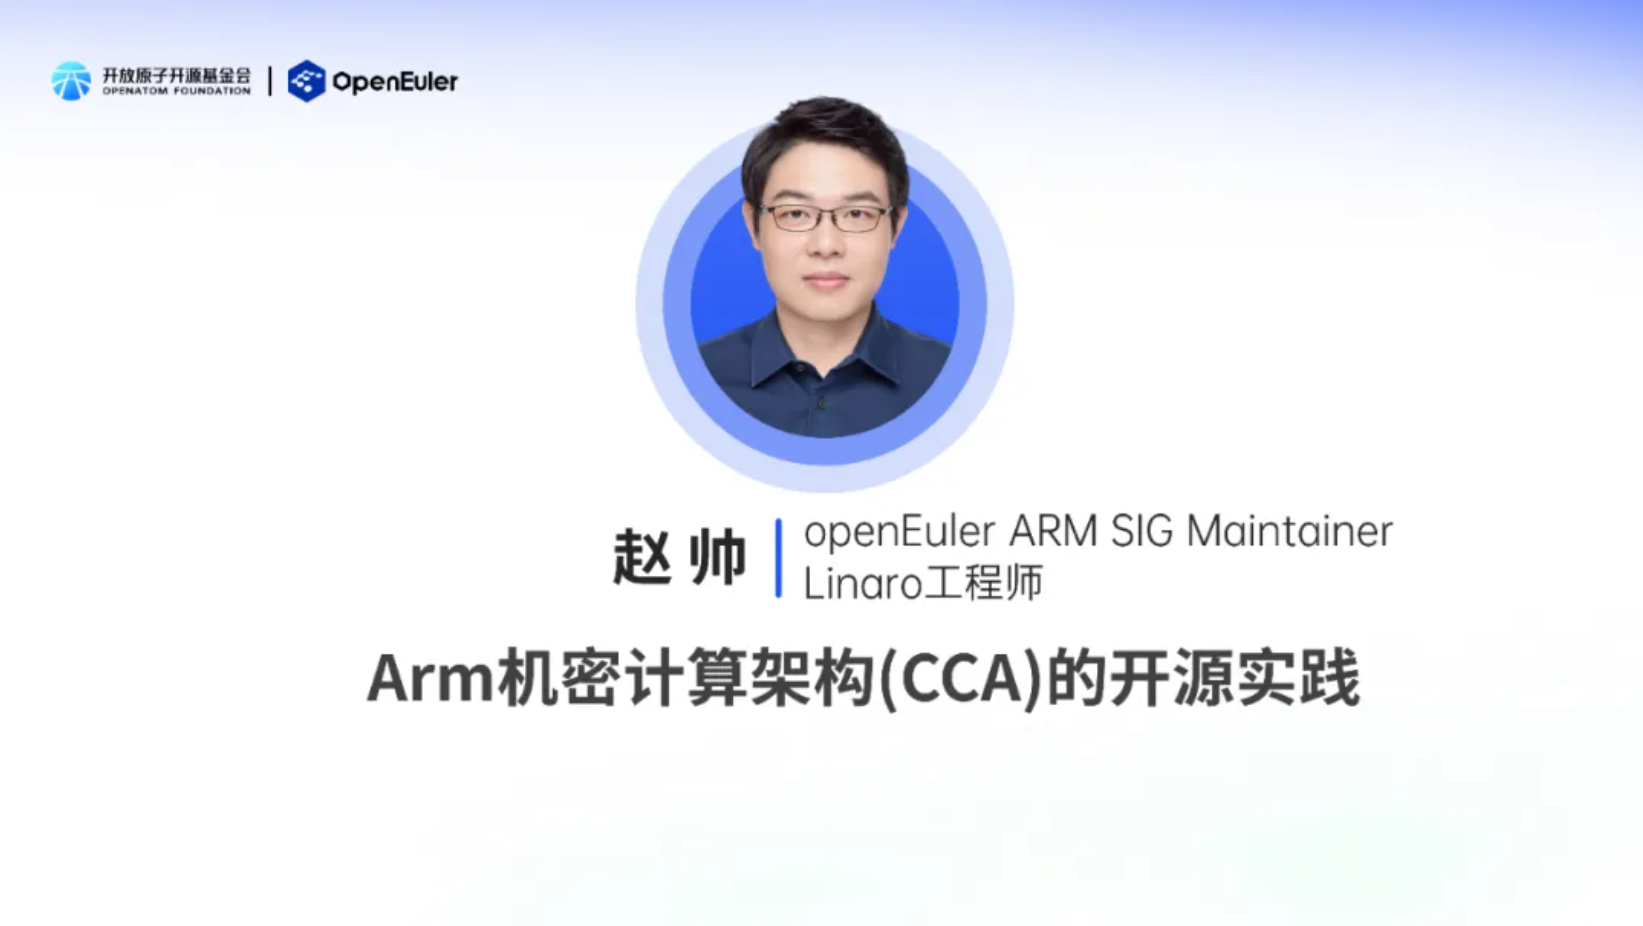 开放原子开源基金会
OPENATOM FOUNDATION
OpenEuler
赵 帅
openEuler ARM SIG Maintainer
Linaro工程师
Arm机密计算架构(CCA)的开源实践